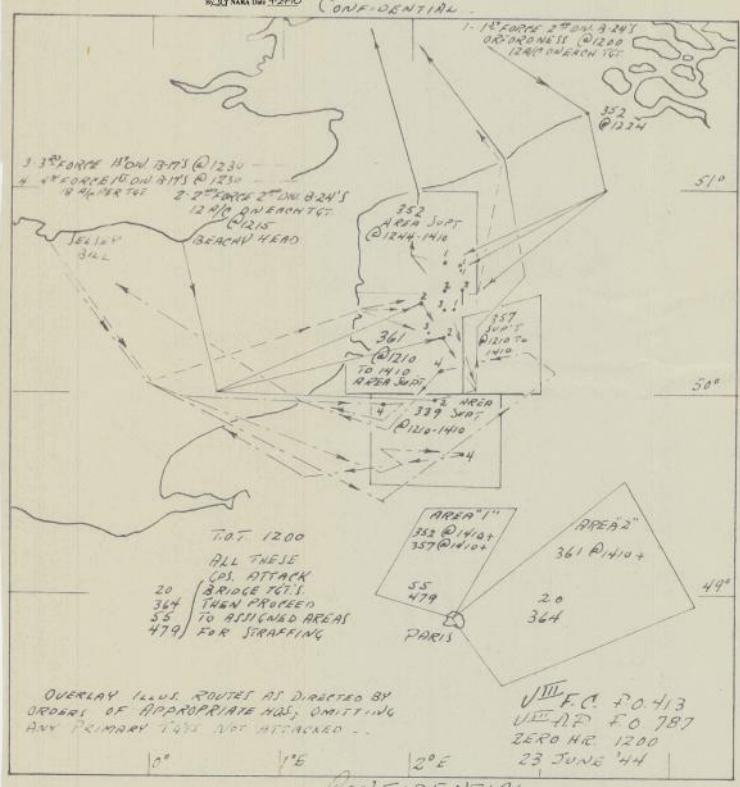 CONFIDENTIAL
1- 1ST FORCE 2ND DIV. B-24'S
ORFORDNESS @1200
12 A/C ON EACH TGT.
352
@1224
3 3RD FORCE 1ST DIV B-17'S @1230
4 4TH FORCE 1ST DIV B-17'S @1230
18 A/C PER TGT
2-2ND FORCE 2ND DIV. B-24'S
12 A/C ON EACH TGT.
@1215
BEACHY HEAD
SELSEY
BILL
51°
352
AREA SUPT
@1244-1410
361
@1210
TO 1410
AREA SUPT
357
SUPT
@1210 TO
1410
50°
AREA
339 SUPT
@1210-1410
T.O.T. 1200
ALL THESE
GPS. ATTACK
20 BRIDGE TGT.S
364 THEN PROCEED
55 TO ASSIGNED AREAS
479 FOR STRAFFING
AREA "1"
352 @1410+
357 @1410+
55
479
AREA "2"
361 @1410+
20
364
49°
PARIS
OVERLAY ILLUS. ROUTES AS DIRECTED BY
ORDERS OF APPROPRIATE HQS; OMITTING
ANY PRIMARY TGTS NOT ATTACKED
VIII F.C. F.O. 413
VIII A.F. F.O 787
ZERO HR. 1200
23 JUNE '44
0° 1°E 2°E
CONFIDENTIAL